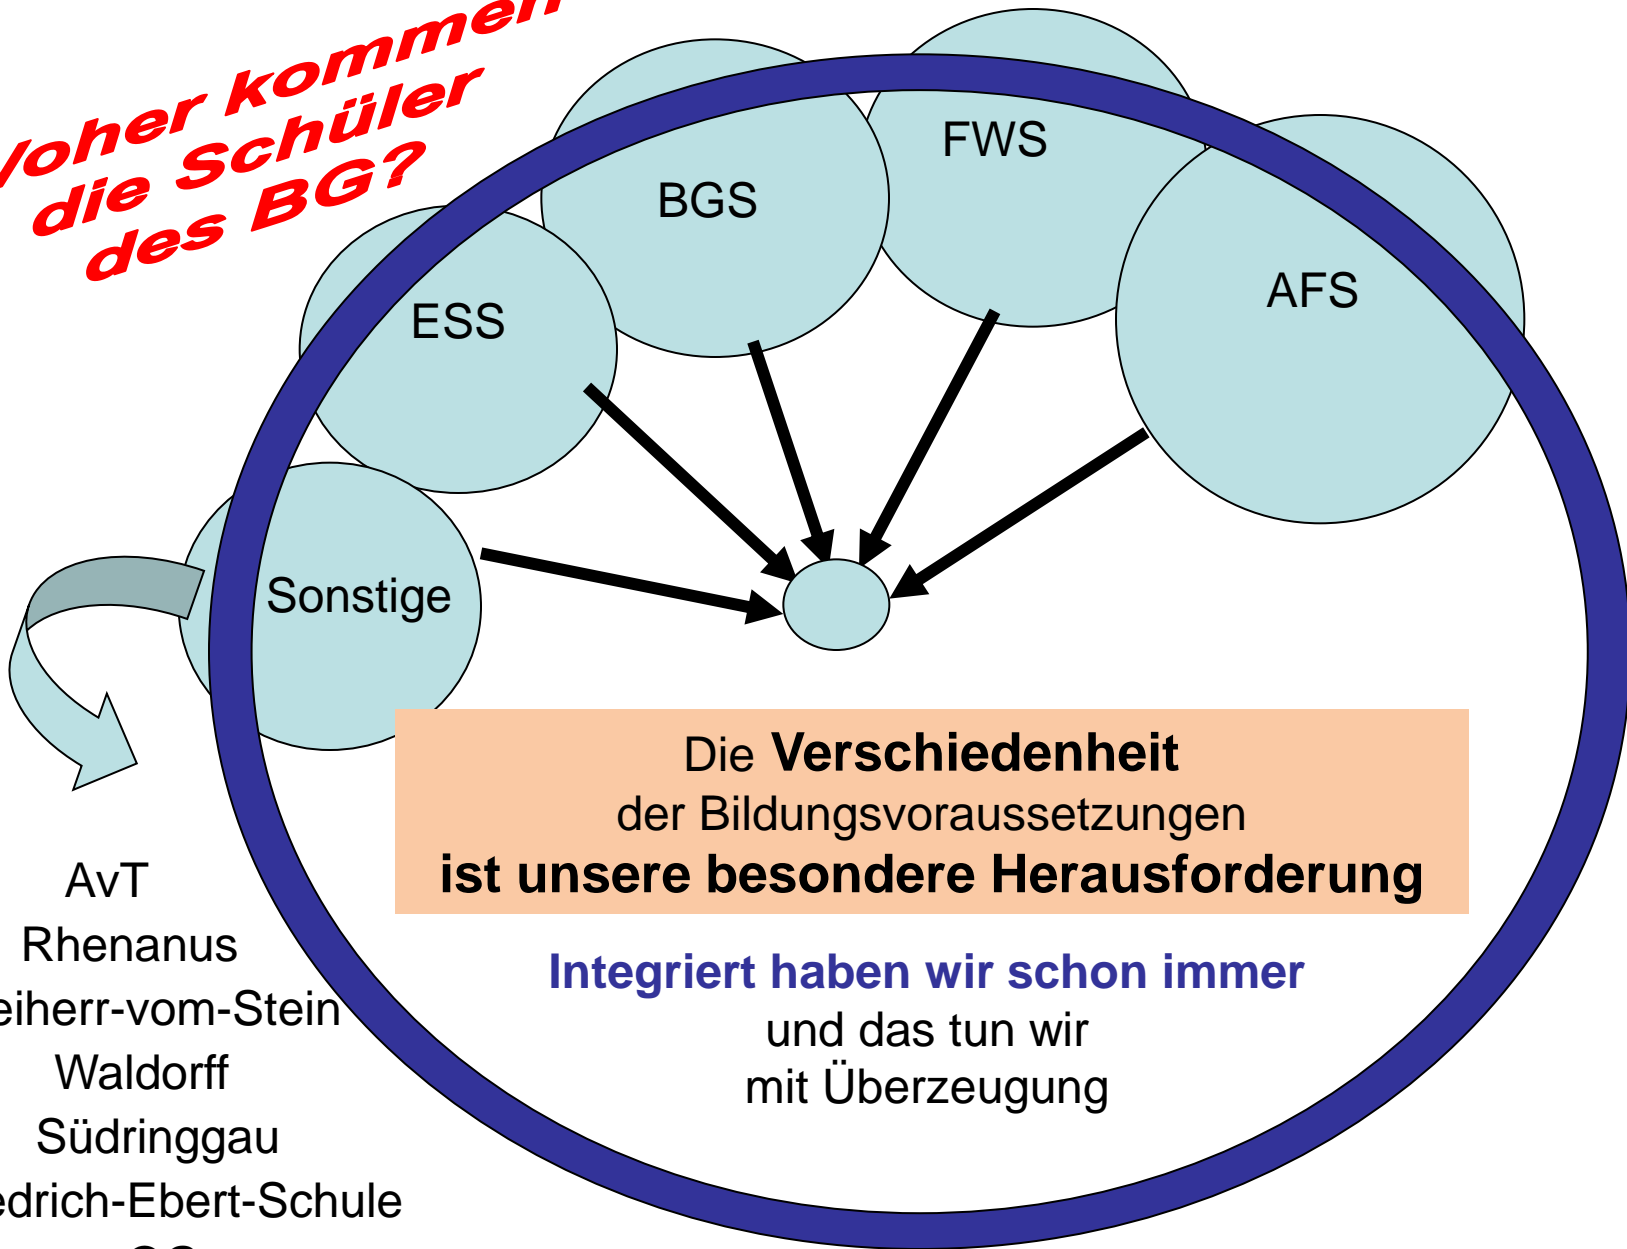 Woher kommen
die Schüler
des BG?
FWS
BGS
AFS
ESS
Sonstige
Die Verschiedenheit
der Bildungsvoraussetzungen
ist unsere besondere Herausforderung
Integriert haben wir schon immer
und das tun wir
mit Überzeugung
AvT
Rhenanus
eiherr-vom-Stein
Waldorff
Südringgau
edrich-Ebert-Schule